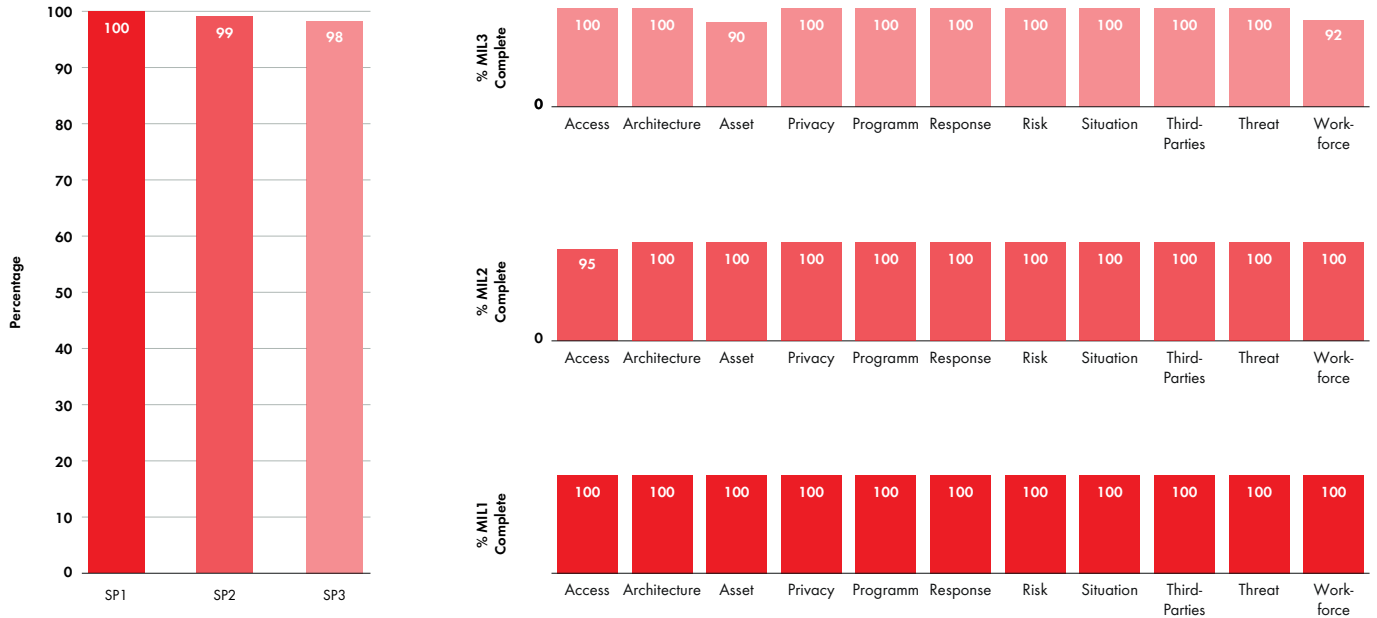 Percentage
100
90
80
70
60
50
40
30
20
10
0
100
99
98
SP1
SP2
SP3
% MIL3
Complete
0
100
100
90
100
100
100
100
100
100
100
92
Access
Architecture
Asset
Privacy
Programm
Response
Risk
Situation
Third-
Parties
Threat
Work-
force
% MIL2
Complete
0
95
100
100
100
100
100
100
100
100
100
100
Access
Architecture
Asset
Privacy
Programm
Response
Risk
Situation
Third-
Parties
Threat
Work-
force
% MIL1
Complete
100
100
100
100
100
100
100
100
100
100
100
Access
Architecture
Asset
Privacy
Programm
Response
Risk
Situation
Third-
Parties
Threat
Work-
force